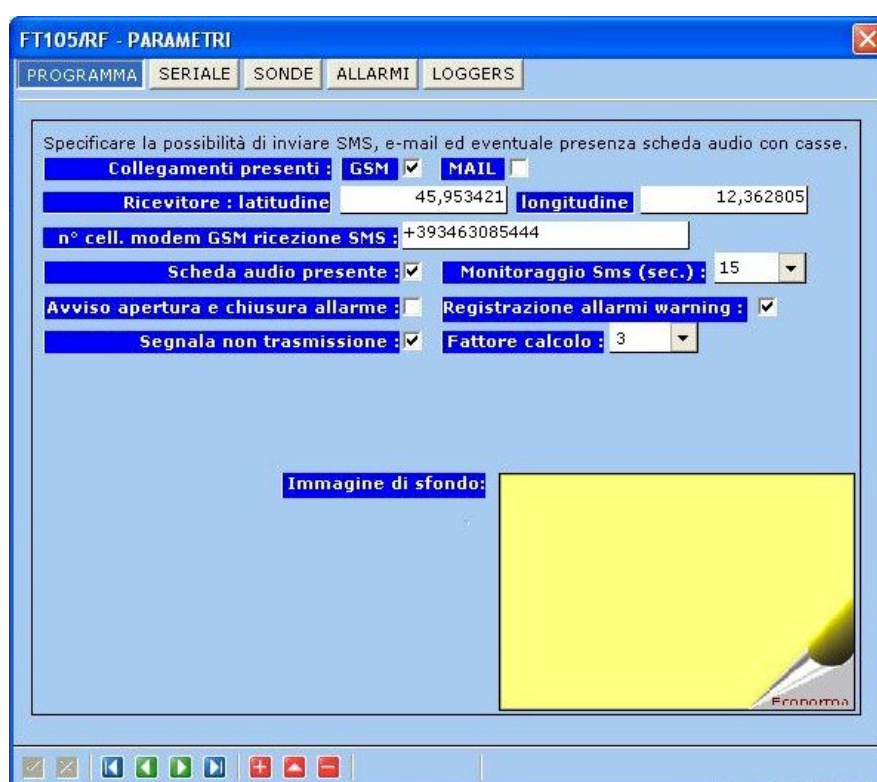 FT105/RF - PARAMETRI
PROGRAMMA SERIALE SONDE ALLARMI LOGGERS
Specificare la possibilità di inviare SMS, e-mail ed eventuale presenza scheda audio con casse.
Collegamenti presenti : GSM MAIL
Ricevitore : latitudine 45,953421 longitudine 12,362805
n° cell. modem GSM ricezione SMS : +393463085444
Scheda audio presente : Monitoraggio Sms (sec.) : 15
Avviso apertura e chiusura allarme : Registrazione allarmi warning :
Segnala non trasmissione : Fattore calcolo : 3
Immagine di sfondo:
Economa